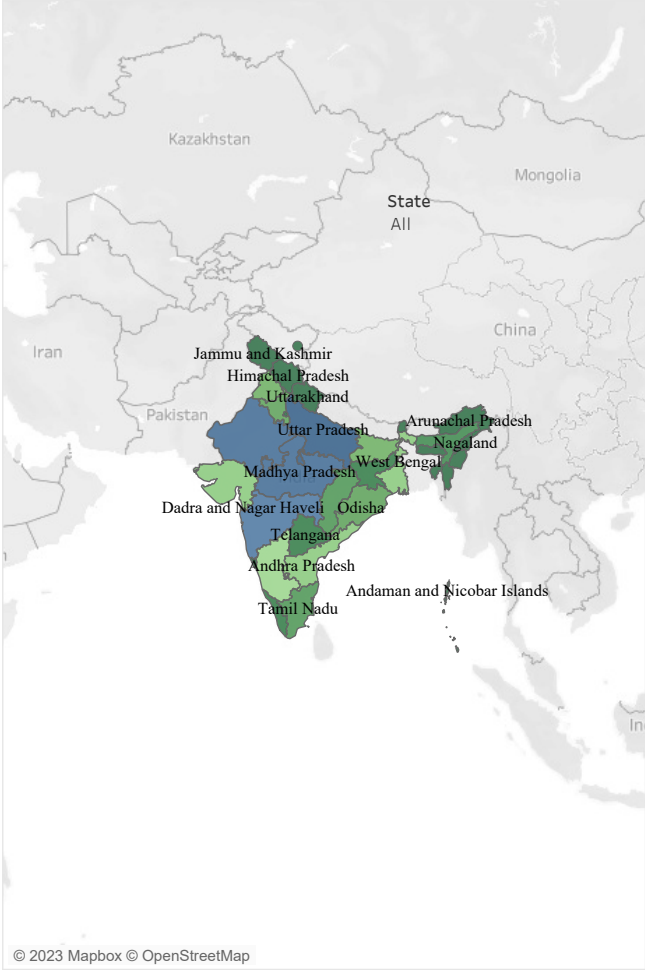 Kazakhstan
Mongolia
State
All
China
Iran
Jammu and Kashmir
Himachal Pradesh
Uttarakhand
Pakistan
Arunachal Pradesh
Uttar Pradesh
Nagaland
West Bengal
Madhya Pradesh
Dadra and Nagar Haveli
Odisha
Telangana
Andhra Pradesh
Andaman and Nicobar Islands
Tamil Nadu
In
© 2023 Mapbox © OpenStreetMap